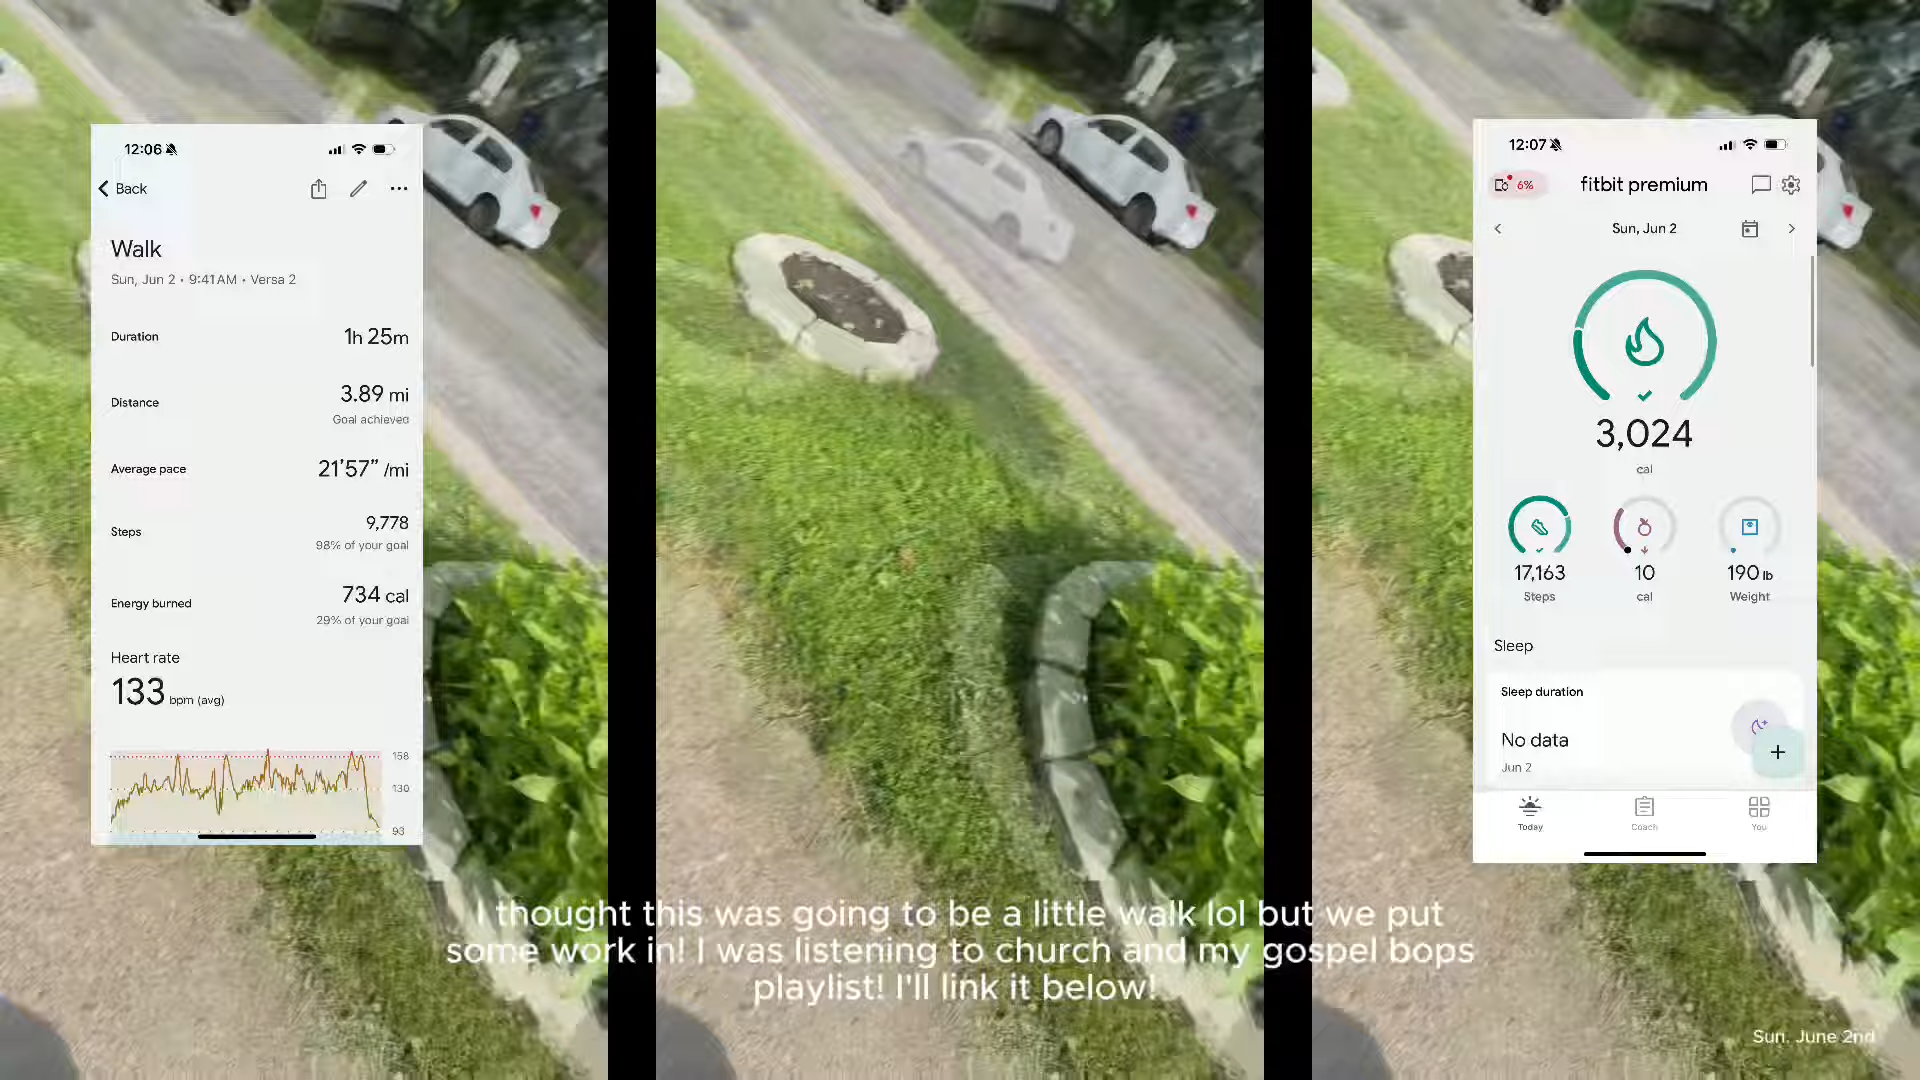 12:06
Back
Walk
Sun, Jun 2 • 9:41 AM • Versa 2
Duration
1h 25m
Distance
3.89 mi
Goal achieved
Average pace
21'57" /mi
Steps
9,778
98% of your goal
Energy burned
734 cal
29% of your goal
Heart rate
133 bpm (avg)
158
130
93
12:07
6%
fitbit premium
Sun, Jun 2
3,024
cal
17,163
Steps
10
cal
190 lb
Weight
Sleep
Sleep duration
No data
Jun 2
Today
Coach
You
I thought this was going to be a little walk lol but we put
some work in! I was listening to church and my gospel bops
playlist! I'll link it below!
Sun. June 2nd